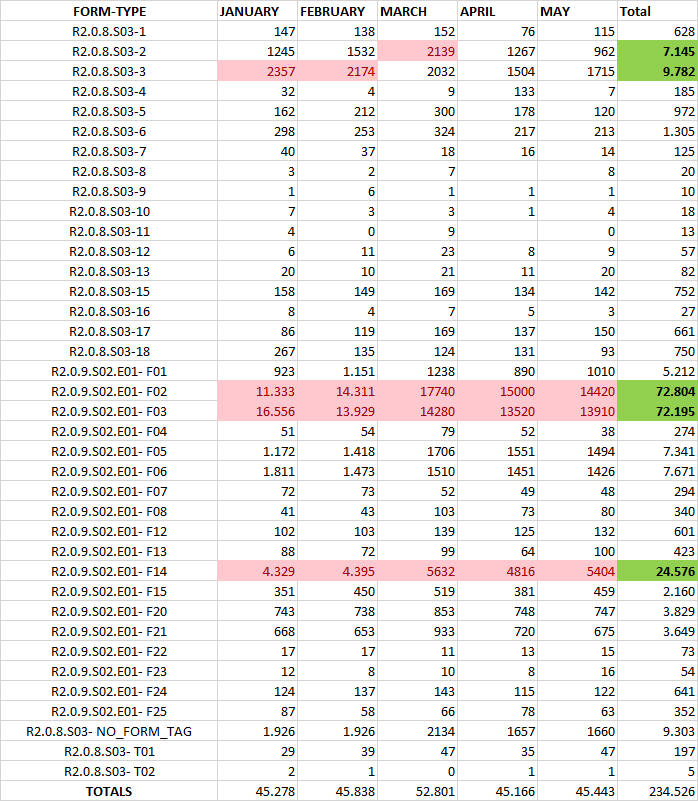 FORM-TYPE JANUARY FEBRUARY MARCH APRIL MAY Total
R2.0.8.S03-1 147 138 152 76 115 628
R2.0.8.S03-2 1245 1532 2139 1267 962 7.145
R2.0.8.S03-3 2357 2174 2032 1504 1715 9.782
R2.0.8.S03-4 32 4 9 133 7 185
R2.0.8.S03-5 162 212 300 178 120 972
R2.0.8.S03-6 298 253 324 217 213 1.305
R2.0.8.S03-7 40 37 18 16 14 125
R2.0.8.S03-8 3 2 7 8 20
R2.0.8.S03-9 1 6 1 1 1 10
R2.0.8.S03-10 7 3 3 1 4 18
R2.0.8.S03-11 4 0 9 0 13
R2.0.8.S03-12 6 11 23 8 9 57
R2.0.8.S03-13 20 10 21 11 20 82
R2.0.8.S03-15 158 149 169 134 142 752
R2.0.8.S03-16 8 4 7 5 3 27
R2.0.8.S03-17 86 119 169 137 150 661
R2.0.8.S03-18 267 135 124 131 93 750
R2.0.9.S02.E01- F01 923 1.151 1238 890 1010 5.212
R2.0.9.S02.E01- F02 11.333 14.311 17740 15000 14420 72.804
R2.0.9.S02.E01- F03 16.556 13.929 14280 13520 13910 72.195
R2.0.9.S02.E01- F04 51 54 79 52 38 274
R2.0.9.S02.E01- F05 1.172 1.418 1706 1551 1494 7.341
R2.0.9.S02.E01- F06 1.811 1.473 1510 1451 1426 7.671
R2.0.9.S02.E01- F07 72 73 52 49 48 294
R2.0.9.S02.E01- F08 41 43 103 73 80 340
R2.0.9.S02.E01- F12 102 103 139 125 132 601
R2.0.9.S02.E01- F13 88 72 99 64 100 423
R2.0.9.S02.E01- F14 4.329 4.395 5632 4816 5404 24.576
R2.0.9.S02.E01- F15 351 450 519 381 459 2.160
R2.0.9.S02.E01- F20 743 738 853 748 747 3.829
R2.0.9.S02.E01- F21 668 653 933 720 675 3.649
R2.0.9.S02.E01- F22 17 17 11 13 15 73
R2.0.9.S02.E01- F23 12 8 10 8 16 54
R2.0.9.S02.E01- F24 124 137 143 115 122 641
R2.0.9.S02.E01- F25 87 58 66 78 63 352
R2.0.8.S03- NO_FORM_TAG 1.926 1.926 2134 1657 1660 9.303
R2.0.8.S03- T01 29 39 47 35 47 197
R2.0.8.S03- T02 2 1 0 1 1 5
TOTALS 45.278 45.838 52.801 45.166 45.443 234.526